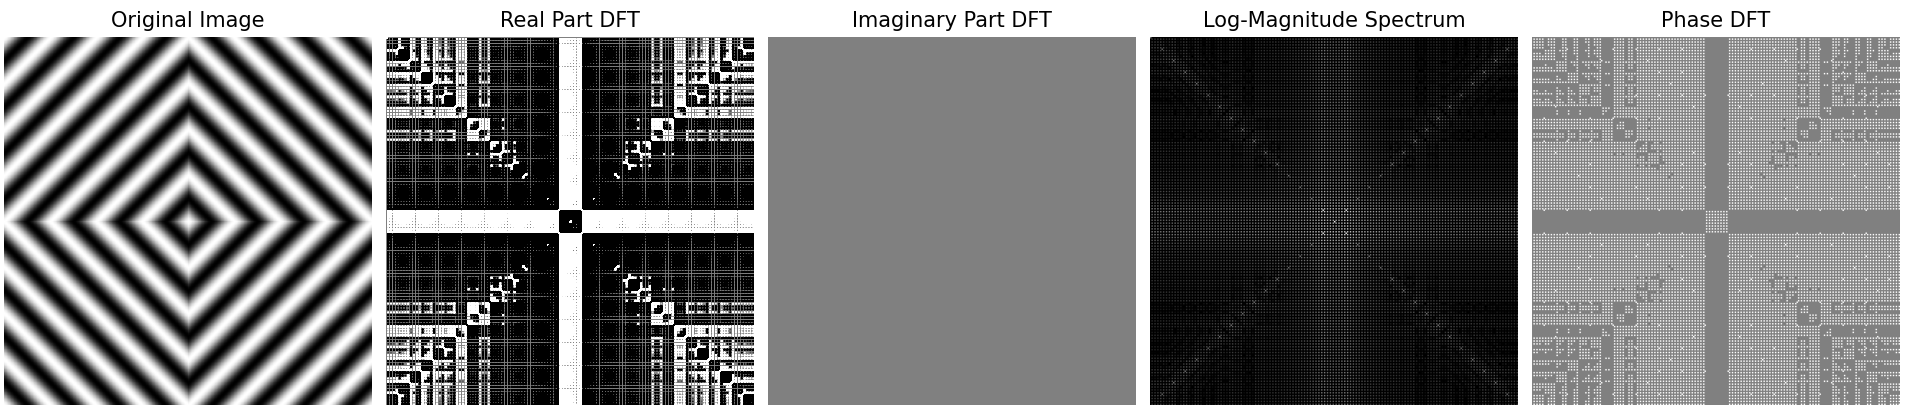 Original Image
Real Part DFT
Imaginary Part DFT
Log-Magnitude Spectrum
Phase DFT